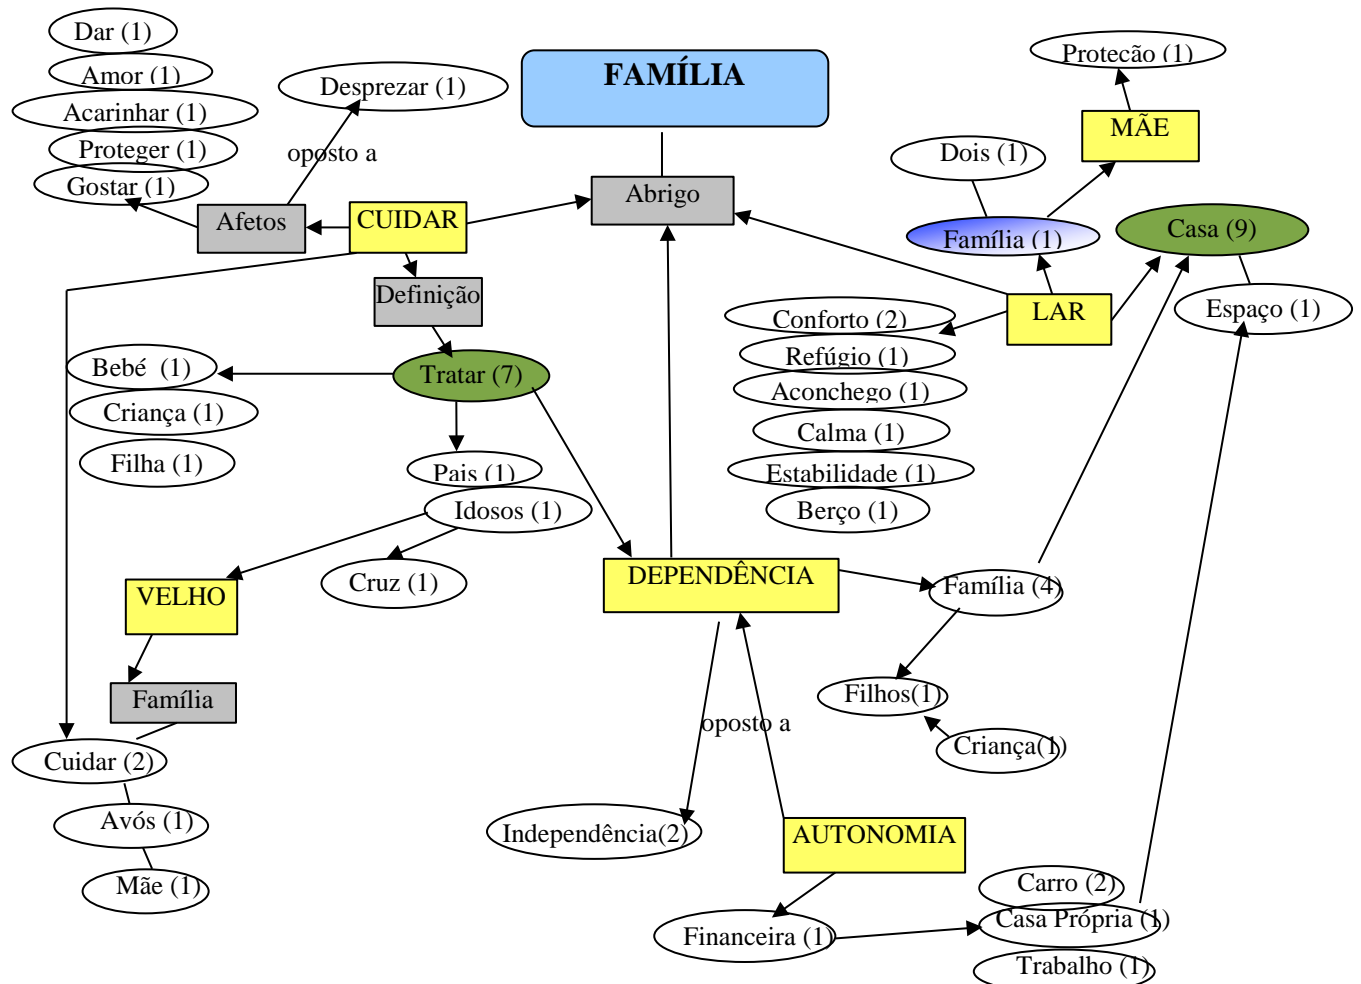 Dar (1)
Amor (1)
Acarinhar (1)
Proteger (1)
Gostar (1)
Desprezar (1)
oposto a
FAMÍLIA
Proteção (1)
MÃE
Dois (1)
Afetos
CUIDAR
Abrigo
Família (1)
Casa (9)
Definição
Conforto (2)
LAR
Espaço (1)
Refúgio (1)
Bebé (1)
Tratar (7)
Aconchego (1)
Criança (1)
Calma (1)
Filha (1)
Pais (1)
Estabilidade (1)
Idosos (1)
Berço (1)
VELHO
Cruz (1)
DEPENDÊNCIA
Família (4)
Família
Filhos(1)
oposto a
Criança(1)
Cuidar (2)
Avós (1)
Independência(2)
AUTONOMIA
Mãe (1)
Carro (2)
Financeira (1)
Casa Própria (1)
Trabalho (1)